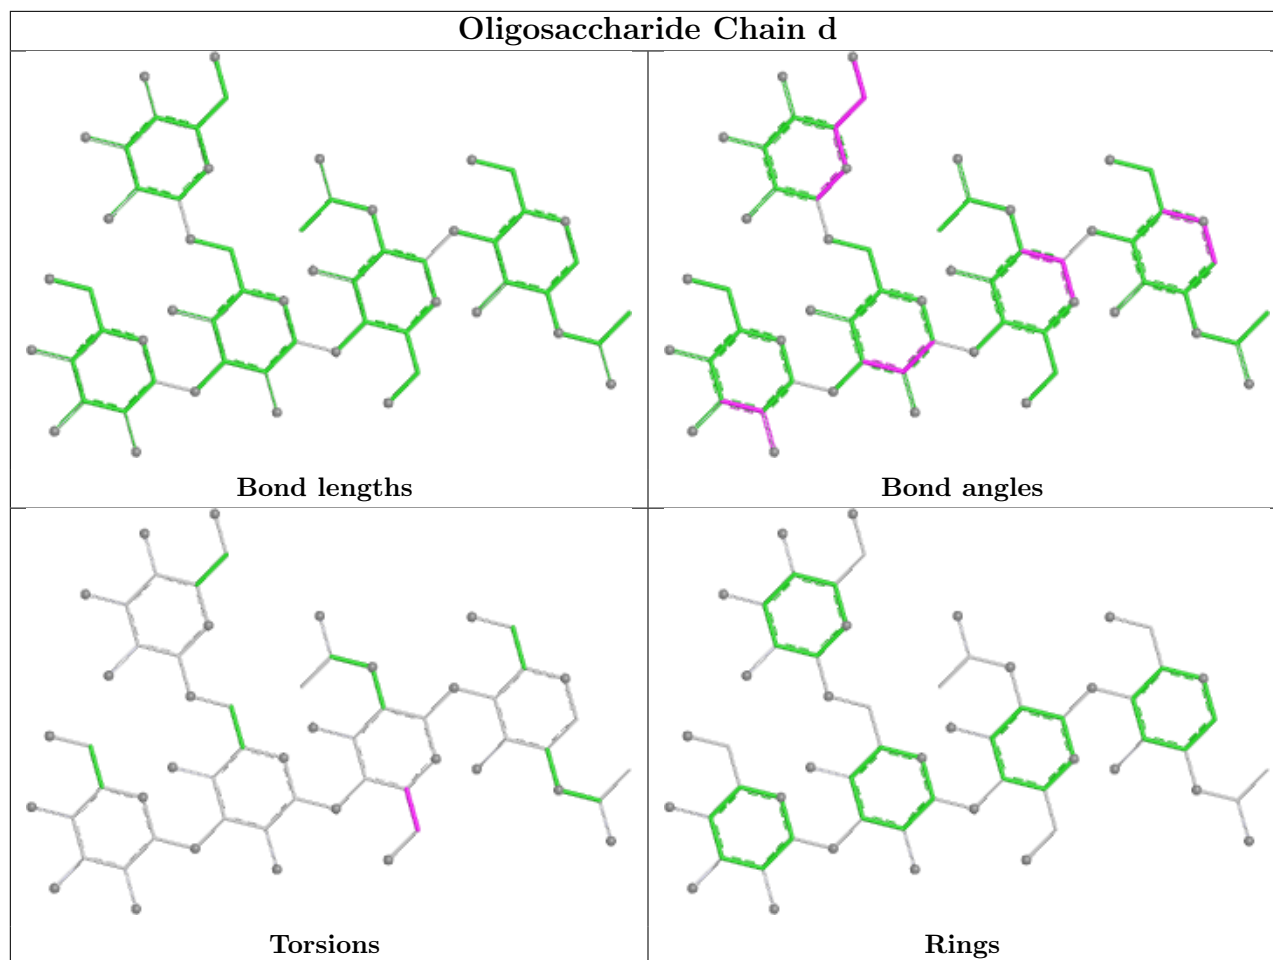 Oligosaccharide Chain d
Bond lengths
Bond angles
Torsions
Rings